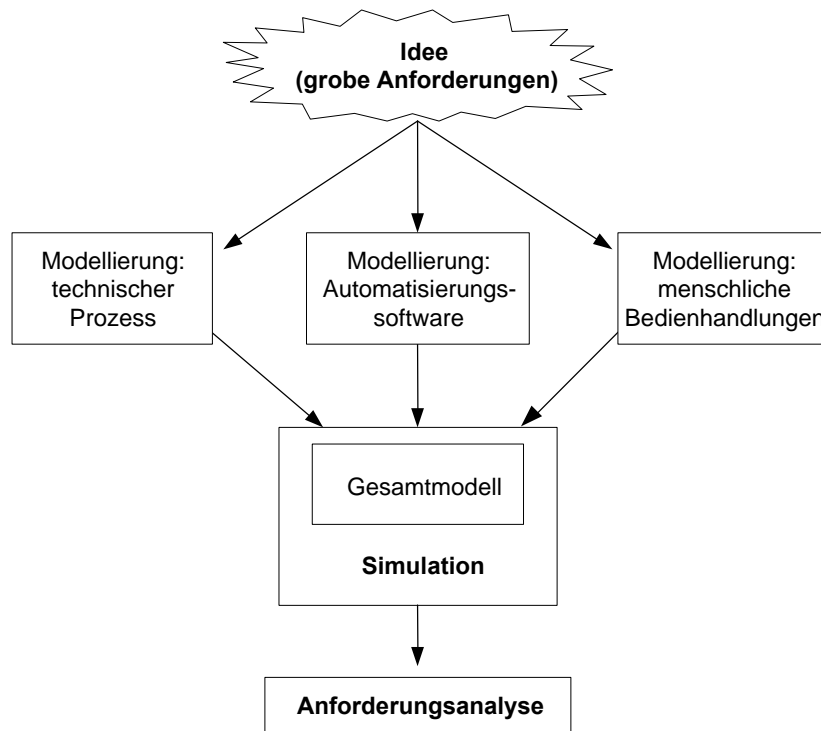 Idee
(grobe Anforderungen)
Modellierung:
technischer
Prozess
Modellierung:
Automatisierungs-
software
Modellierung:
menschliche
Bedienhandlungen
Gesamtmodell
Simulation
Anforderungsanalyse